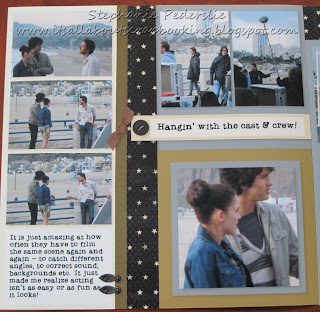 Stephanie Pederslie
www.itsallaboutscrapbooking.blogspot.com
Hangin' with the cast & crew!
It is just amazing at how
often they have to film
the same scene again and
again - to catch different
angles, to correct sound,
backgrounds etc. It just
made me realize acting
isn't as easy or as fun as
it looks!